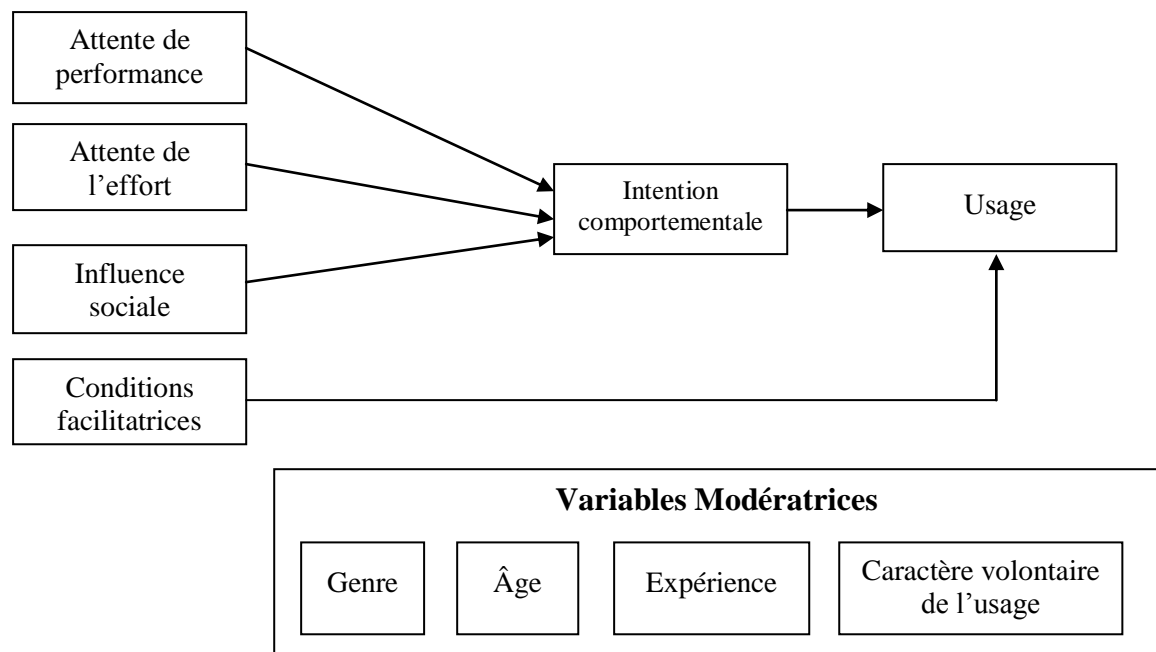 Attente de
performance
Attente de
l’effort
Influence
sociale
Conditions
facilitatrices
Intention
comportementale
Usage
Variables Modératrices
Genre
Âge
Expérience
Caractère volontaire
de l’usage